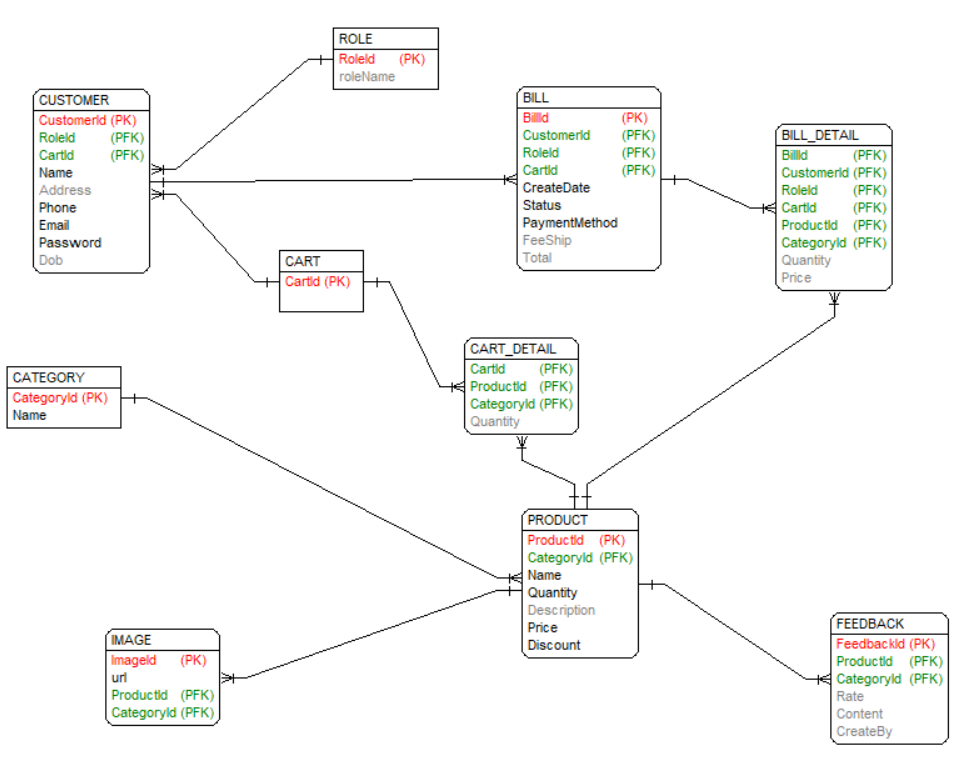 ROLE
RoleId (PK)
roleName
CUSTOMER
CustomerId (PK)
RoleId (PFK)
CartId (PFK)
Name
Address
Phone
Email
Password
Dob
BILL
BillId (PK)
CustomerId (PFK)
RoleId (PFK)
CartId (PFK)
CreateDate
Status
PaymentMethod
FeeShip
Total
BILL_DETAIL
BillId (PFK)
CustomerId (PFK)
RoleId (PFK)
CartId (PFK)
ProductId (PFK)
CategoryId (PFK)
Quantity
Price
CART
CartId (PK)
CART_DETAIL
CartId (PFK)
ProductId (PFK)
CategoryId (PFK)
Quantity
CATEGORY
CategoryId (PK)
Name
PRODUCT
ProductId (PK)
CategoryId (PFK)
Name
Quantity
Description
Price
Discount
IMAGE
ImageId (PK)
url
ProductId (PFK)
CategoryId (PFK)
FEEDBACK
FeedbackId (PK)
ProductId (PFK)
CategoryId (PFK)
Rate
Content
CreateBy